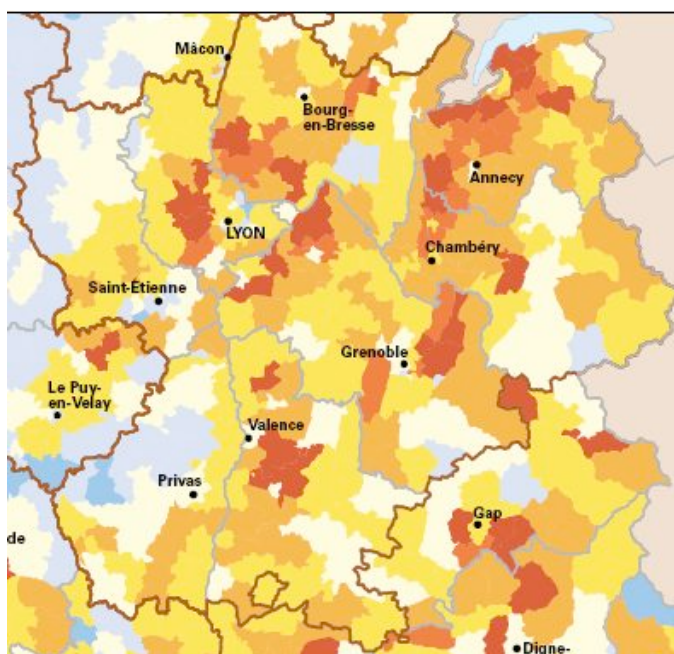 Mâcon
Bourg-
en-Bresse
Annecy
LYON
Chambéry
Saint-Étienne
Grenoble
Le Puy-
en-Velay
Valence
Privas
Gap
de
Digne-